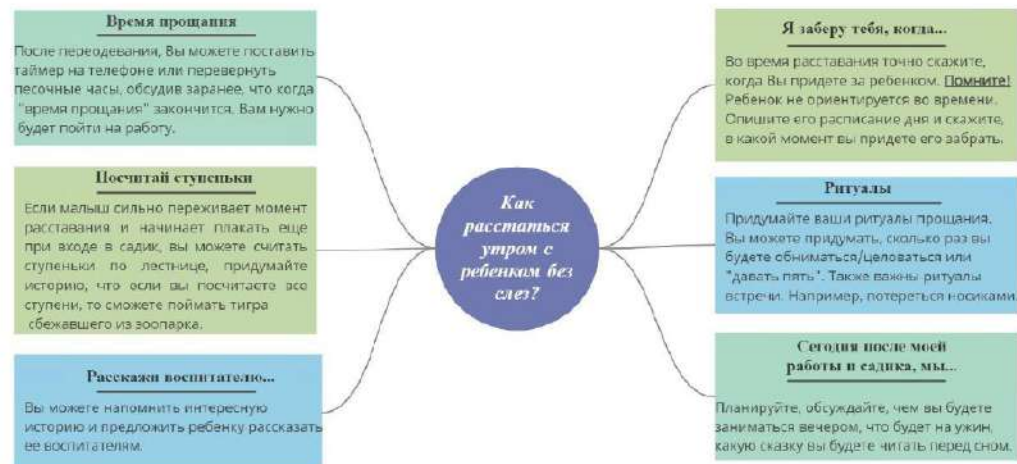 Время прощания
После переодевания, Вы можете поставить
таймер на телефоне или перевернуть
песочные часы, обсудив заранее, что когда
"время прощания" закончится. Вам нужно
будет пойти на работу.
Посчитай ступеньки
Если малыш сильно переживает момент
расставания и начинает плакать еще
при входе в садик, вы можете считать
ступеньки по лестнице, придумайте
историю, что если вы посчитаете все
ступени, то сможете поймать тигра
сбежавшего из зоопарка.
Расскажи воспитателю...
Вы можете напомнить интересную
историю и предложить ребенку рассказать
ее воспитателям.
Как
расстаться
утром с
ребенком без
слез?
Я заберу тебя, когда...
Во время расставания точно скажите,
когда Вы придете за ребенком. Помните!
Ребенок не ориентируется во времени.
Опишите его расписание дня и скажите,
в какой момент вы придете его забрать.
Ритуалы
Придумайте ваши ритуалы прощания.
Вы можете придумать, сколько раз вы
будете обниматься/целоваться или
"давать пять". Также важны ритуалы
встречи. Например, потереться носиками.
Сегодня после моей
работы и садика, мы...
Планируйте, обсуждайте, чем вы будете
заниматься вечером, что будет на ужин,
какую сказку вы будете читать перед сном.